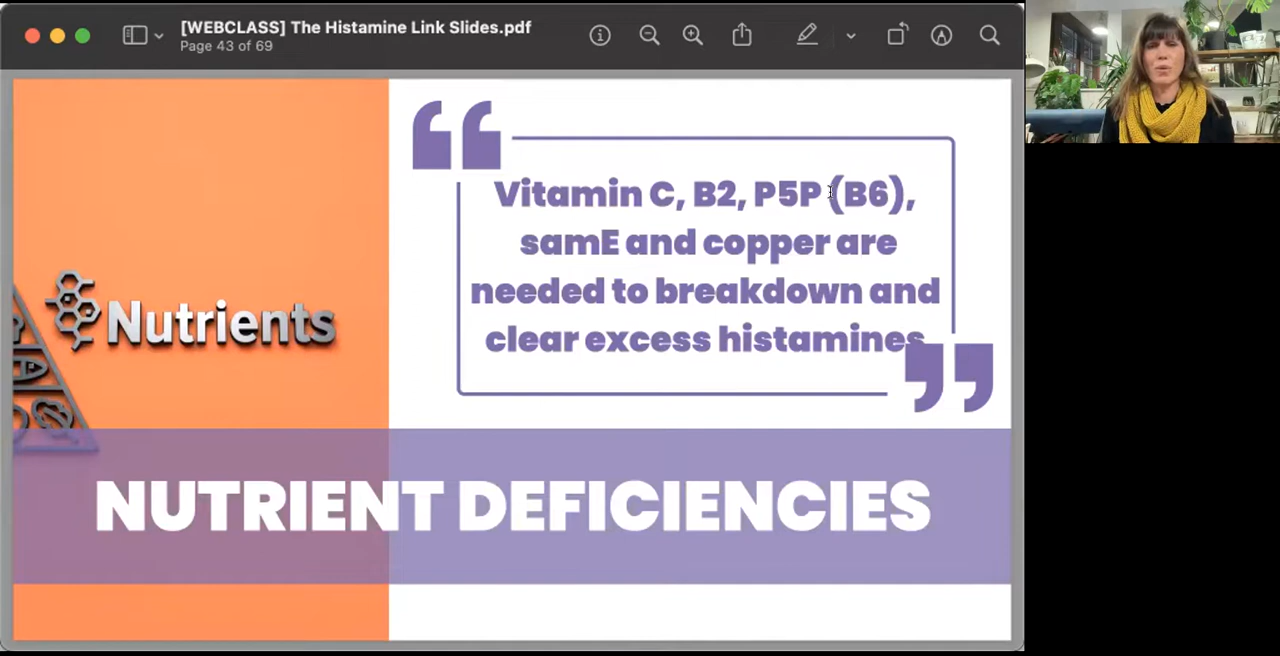 [WEBCLASS] The Histamine Link Slides.pdf
Page 43 of 69
Nutrients
“
Vitamin C, B2, P5P (B6),
samE and copper are
needed to breakdown and
clear excess histamines
”
NUTRIENT DEFICIENCIES